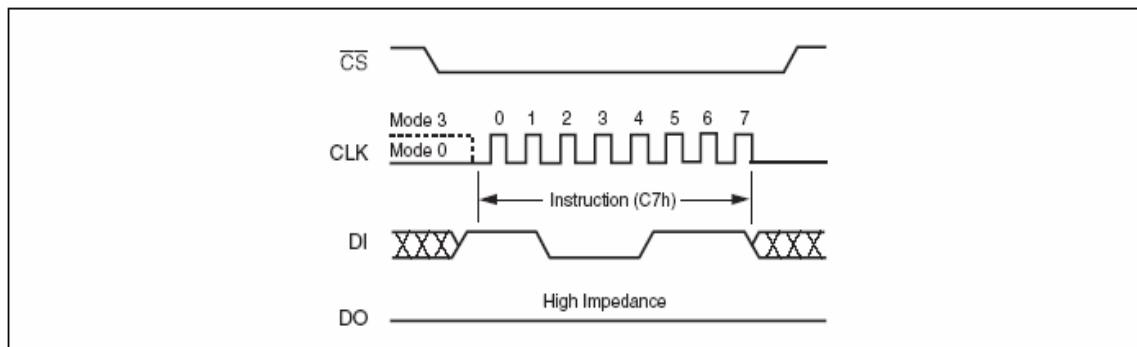 CS
Mode 3
0 1 2 3 4 5 6 7
CLK
Mode 0
Instruction (C7h)
DI
High Impedance
DO